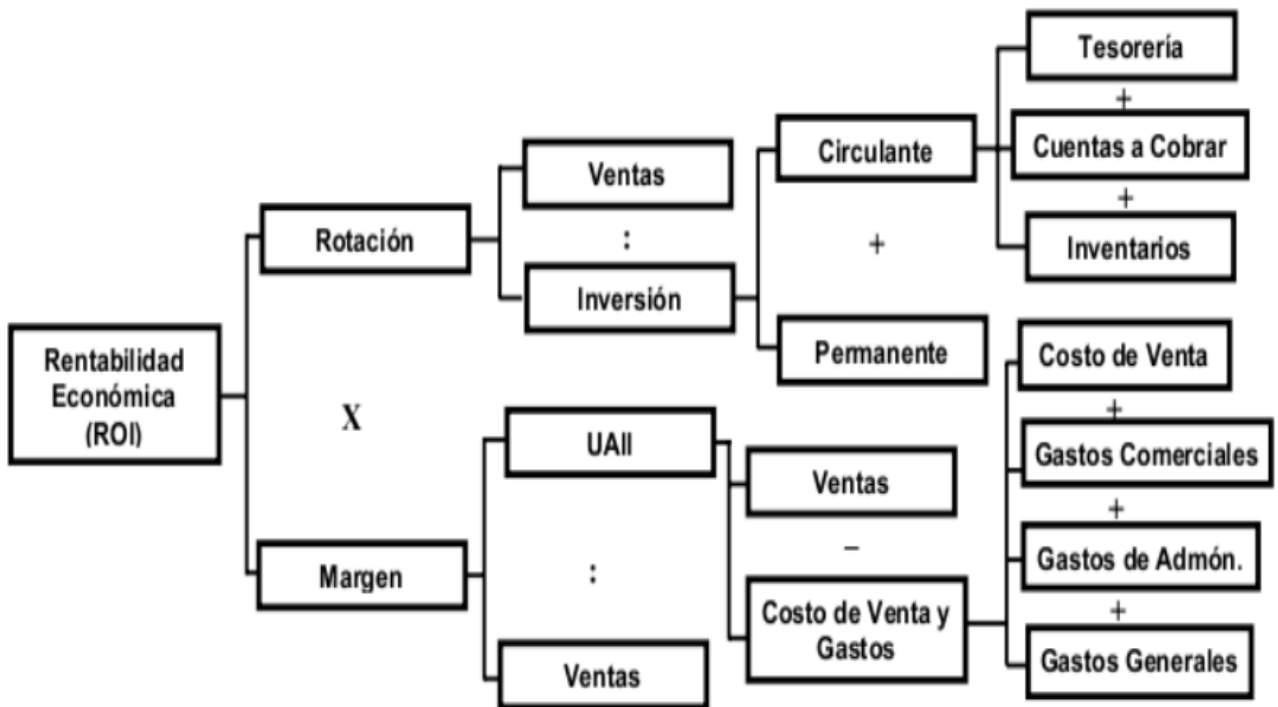 Tesorería
+
Cuentas a Cobrar
+
Inventarios
Circulante
+
Permanente
Ventas
:
Inversión
Rotación
Rentabilidad
Económica
(ROI)
X
Margen
UAII
:
Ventas
Ventas
–
Costo de Venta y
Gastos
Costo de Venta
+
Gastos Comerciales
+
Gastos de Admón.
+
Gastos Generales